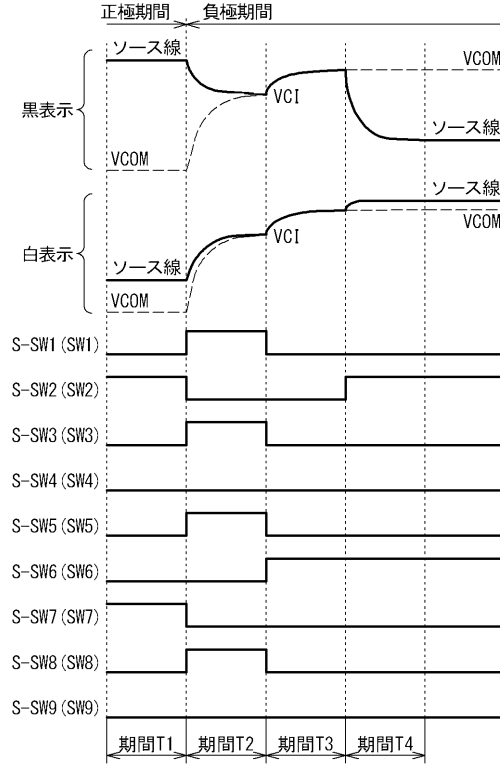 正極期間 負極期間
ソース線
VCOM
VCI
黒表示
VCOM
ソース線
ソース線
VCOM
白表示
ソース線
VCI
VCOM
S-SW1(SW1)
S-SW2(SW2)
S-SW3(SW3)
S-SW4(SW4)
S-SW5(SW5)
S-SW6(SW6)
S-SW7(SW7)
S-SW8(SW8)
S-SW9(SW9)
期間T1 期間T2 期間T3 期間T4